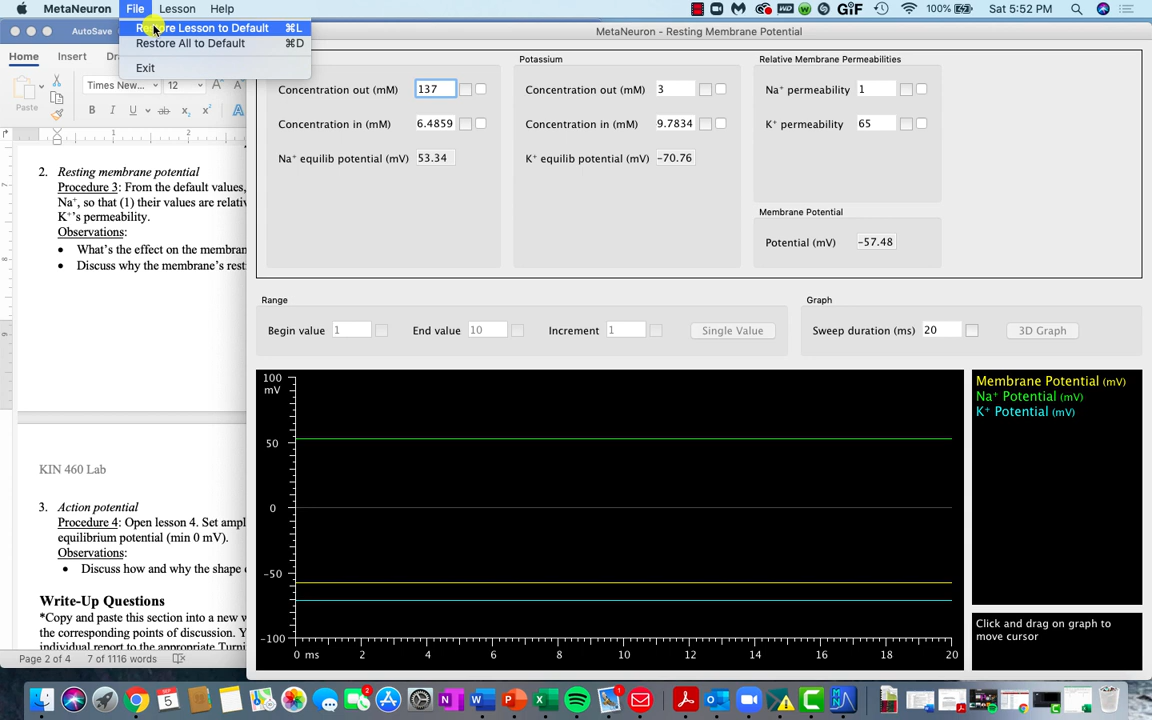 MetaNeuron File Lesson Help
GIF 100% Sat 5:52 PM
Restore Lesson to Default ⌘L
Restore All to Default ⌘D
Exit
AutoSave
MetaNeuron - Resting Membrane Potential
Home Insert
Paste
Times New... 12
B I U ab x₂ x² A
1 2
2. Resting membrane potential
Procedure 3: From the default values,
Na⁺, so that (1) their values are relativ
K⁺'s permeability.
Observations:
• What's the effect on the membran
• Discuss why the membrane's rest
KIN 460 Lab
3. Action potential
Procedure 4: Open lesson 4. Set ampl
equilibrium potential (min 0 mV).
Observations:
• Discuss how and why the shape
Write-Up Questions
*Copy and paste this section into a new w
the corresponding points of discussion. Y
individual report to the appropriate Turni
Page 2 of 4 7 of 1116 words
Potassium
Relative Membrane Permeabilities
Concentration out (mM) 137
Concentration out (mM) 3
Na⁺ permeability 1
Concentration in (mM) 6.4859
Concentration in (mM) 9.7834
K⁺ permeability 65
Na⁺ equilib potential (mV) 53.34
K⁺ equilib potential (mV) -70.76
Membrane Potential
Potential (mV) -57.48
Range
Begin value 1 End value 10 Increment 1 Single Value
Graph
Sweep duration (ms) 20 3D Graph
100
mV
50
0
-50
-100
0 ms 2 4 6 8 10 12 14 16 18 20
Membrane Potential (mV)
Na⁺ Potential (mV)
K⁺ Potential (mV)
Click and drag on graph to
move cursor